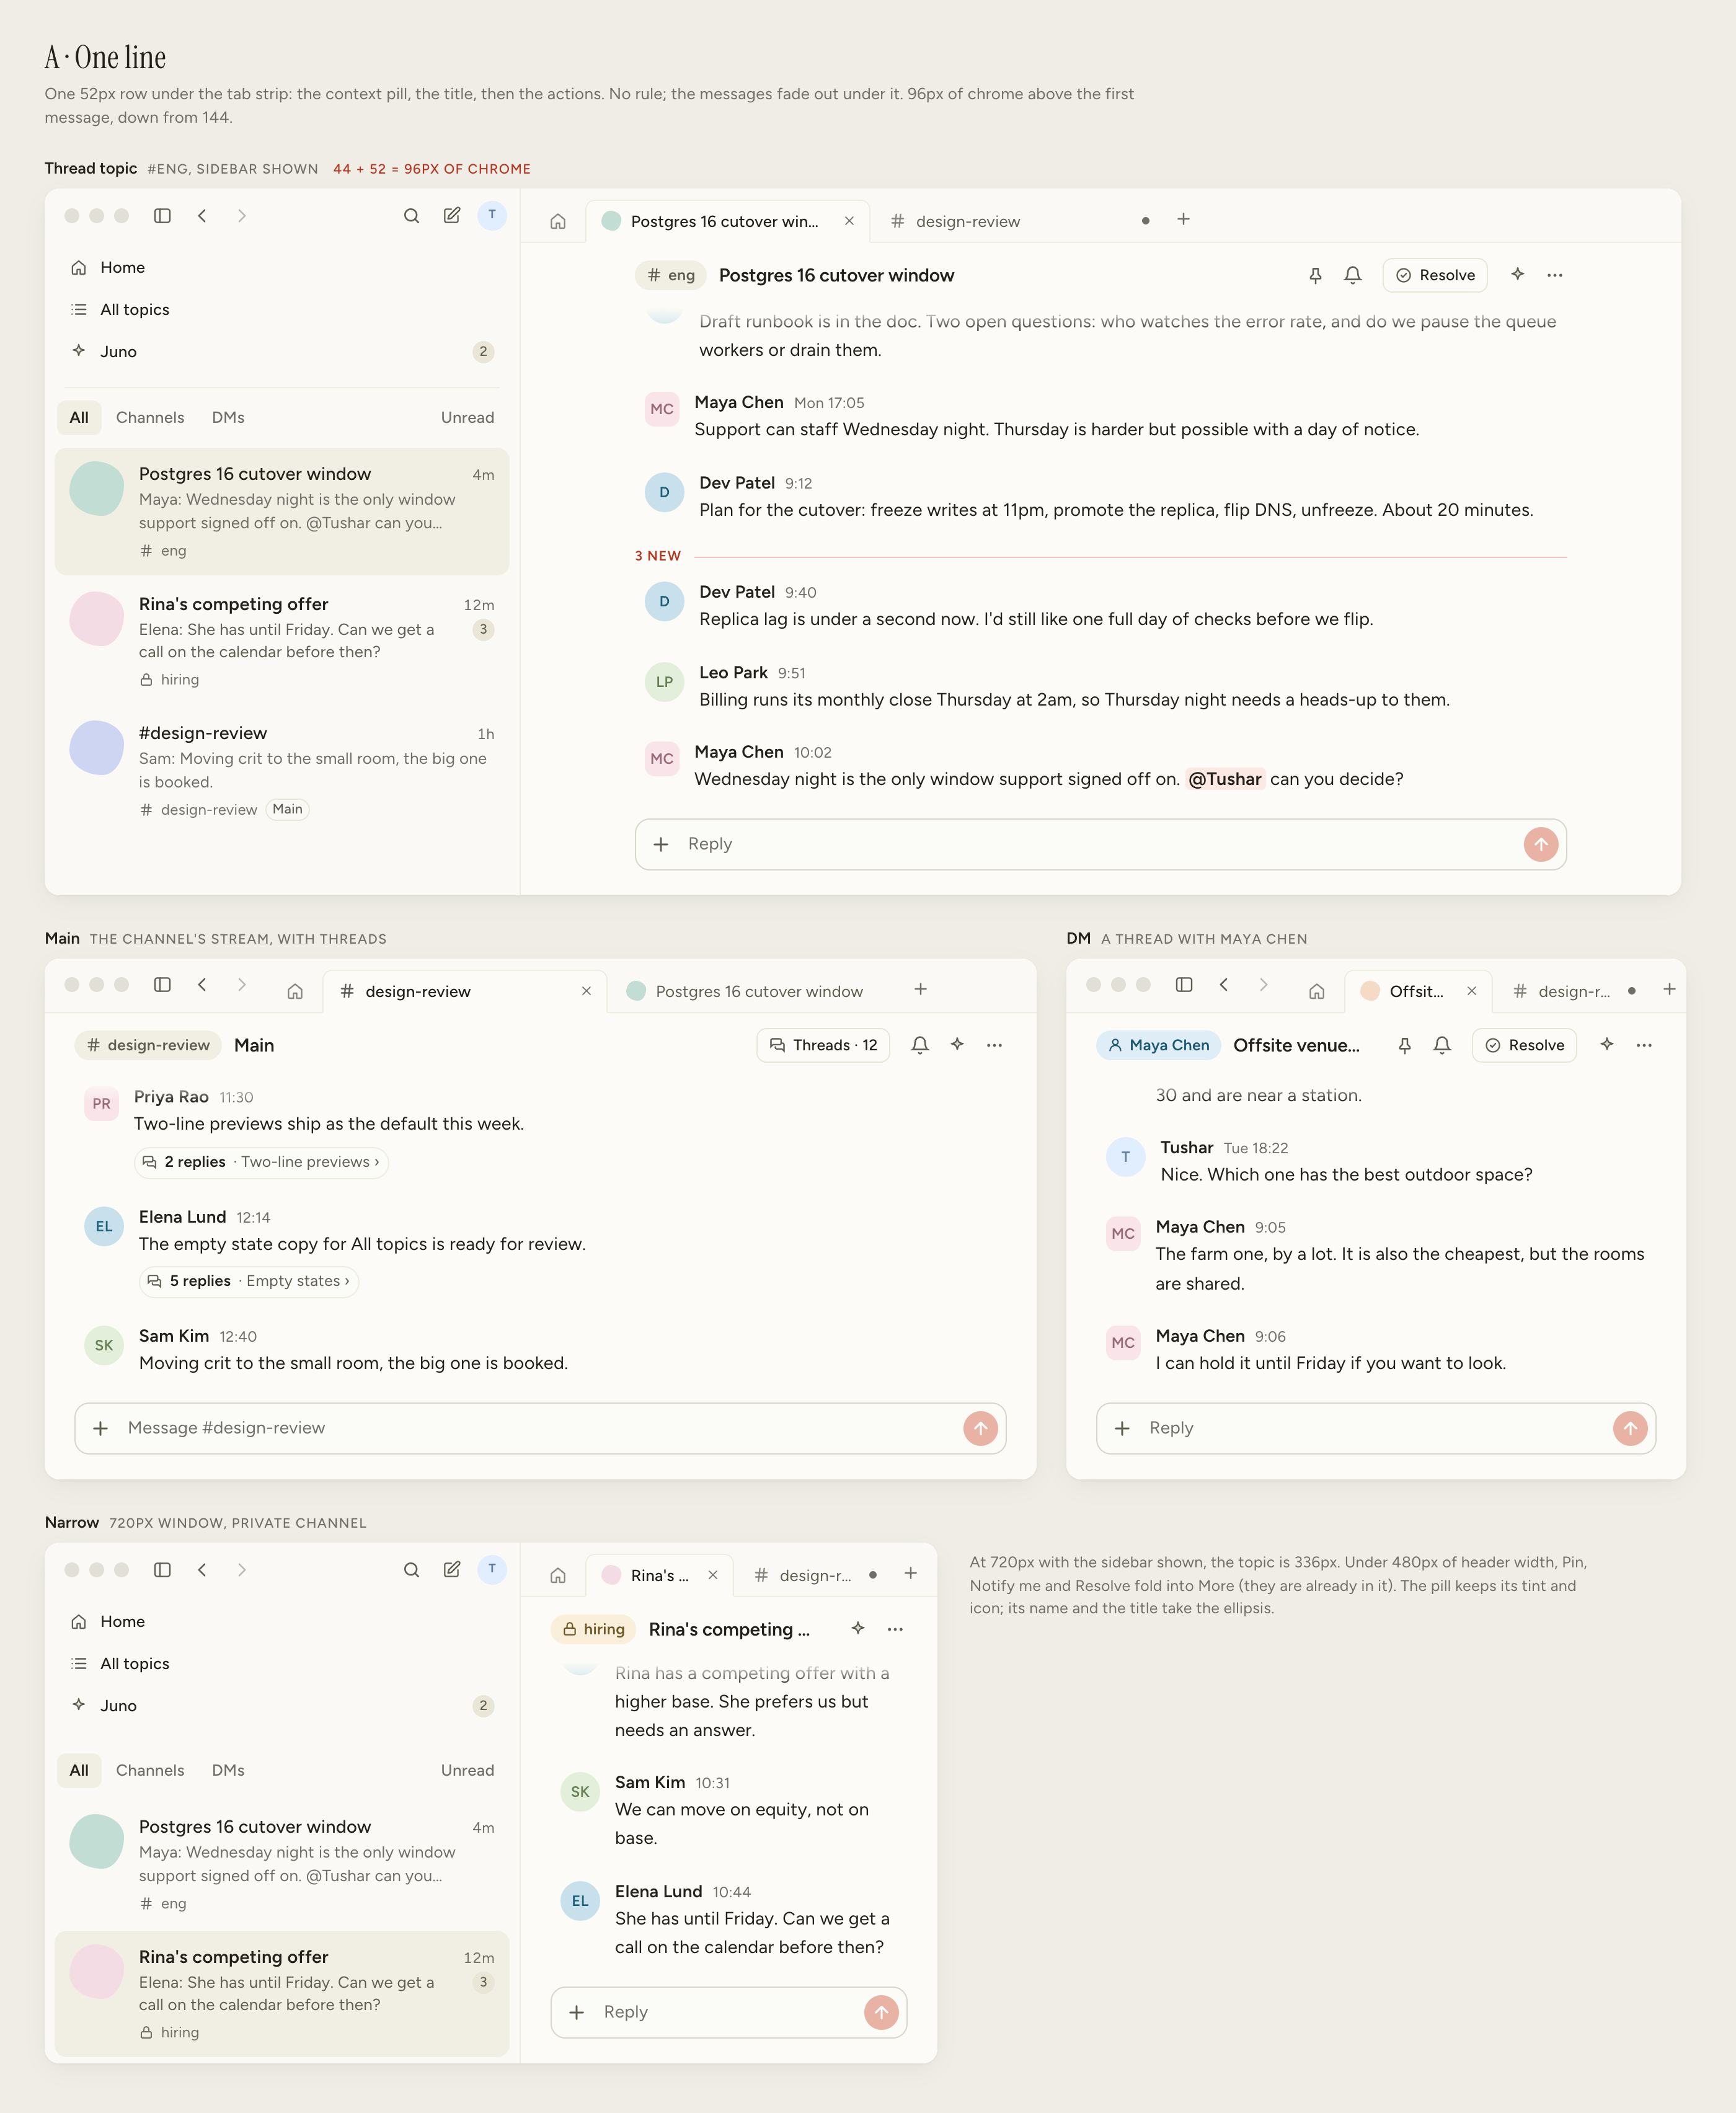 A · One line
One 52px row under the tab strip: the context pill, the title, then the actions. No rule; the messages fade out under it. 96px of chrome above the first
message, down from 144.
Thread topic #ENG, SIDEBAR SHOWN 44 + 52 = 96PX OF CHROME
T
Postgres 16 cutover win...
design-review
Home
All topics
Juno 2
All Channels DMs Unread
Postgres 16 cutover window 4m
Maya: Wednesday night is the only window
support signed off on. @Tushar can you...
# eng
Rina's competing offer 12m
Elena: She has until Friday. Can we get a 3
call on the calendar before then?
hiring
#design-review 1h
Sam: Moving crit to the small room, the big one
is booked.
# design-review Main
# eng Postgres 16 cutover window Resolve
Draft runbook is in the doc. Two open questions: who watches the error rate, and do we pause the queue
workers or drain them.
MC Maya Chen Mon 17:05
Support can staff Wednesday night. Thursday is harder but possible with a day of notice.
D Dev Patel 9:12
Plan for the cutover: freeze writes at 11pm, promote the replica, flip DNS, unfreeze. About 20 minutes.
3 NEW
D Dev Patel 9:40
Replica lag is under a second now. I'd still like one full day of checks before we flip.
LP Leo Park 9:51
Billing runs its monthly close Thursday at 2am, so Thursday night needs a heads-up to them.
MC Maya Chen 10:02
Wednesday night is the only window support signed off on. @Tushar can you decide?
Reply
Main THE CHANNEL'S STREAM, WITH THREADS
# design-review
Postgres 16 cutover window
# design-review Main Threads · 12
PR Priya Rao 11:30
Two-line previews ship as the default this week.
2 replies · Two-line previews ›
EL Elena Lund 12:14
The empty state copy for All topics is ready for review.
5 replies · Empty states ›
SK Sam Kim 12:40
Moving crit to the small room, the big one is booked.
Message #design-review
DM A THREAD WITH MAYA CHEN
Offsit...
# design-r...
Maya Chen Offsite venue... Resolve
30 and are near a station.
T Tushar Tue 18:22
Nice. Which one has the best outdoor space?
MC Maya Chen 9:05
The farm one, by a lot. It is also the cheapest, but the rooms
are shared.
MC Maya Chen 9:06
I can hold it until Friday if you want to look.
Reply
Narrow 720PX WINDOW, PRIVATE CHANNEL
T
Rina's ...
# design-r...
Home
All topics
Juno 2
All Channels DMs Unread
Postgres 16 cutover window 4m
Maya: Wednesday night is the only window
support signed off on. @Tushar can you...
# eng
Rina's competing offer 12m
Elena: She has until Friday. Can we get a 3
call on the calendar before then?
hiring
hiring Rina's competing ...
Rina has a competing offer with a
higher base. She prefers us but
needs an answer.
SK Sam Kim 10:31
We can move on equity, not on
base.
EL Elena Lund 10:44
She has until Friday. Can we get a
call on the calendar before then?
Reply
At 720px with the sidebar shown, the topic is 336px. Under 480px of header width, Pin,
Notify me and Resolve fold into More (they are already in it). The pill keeps its tint and
icon; its name and the title take the ellipsis.